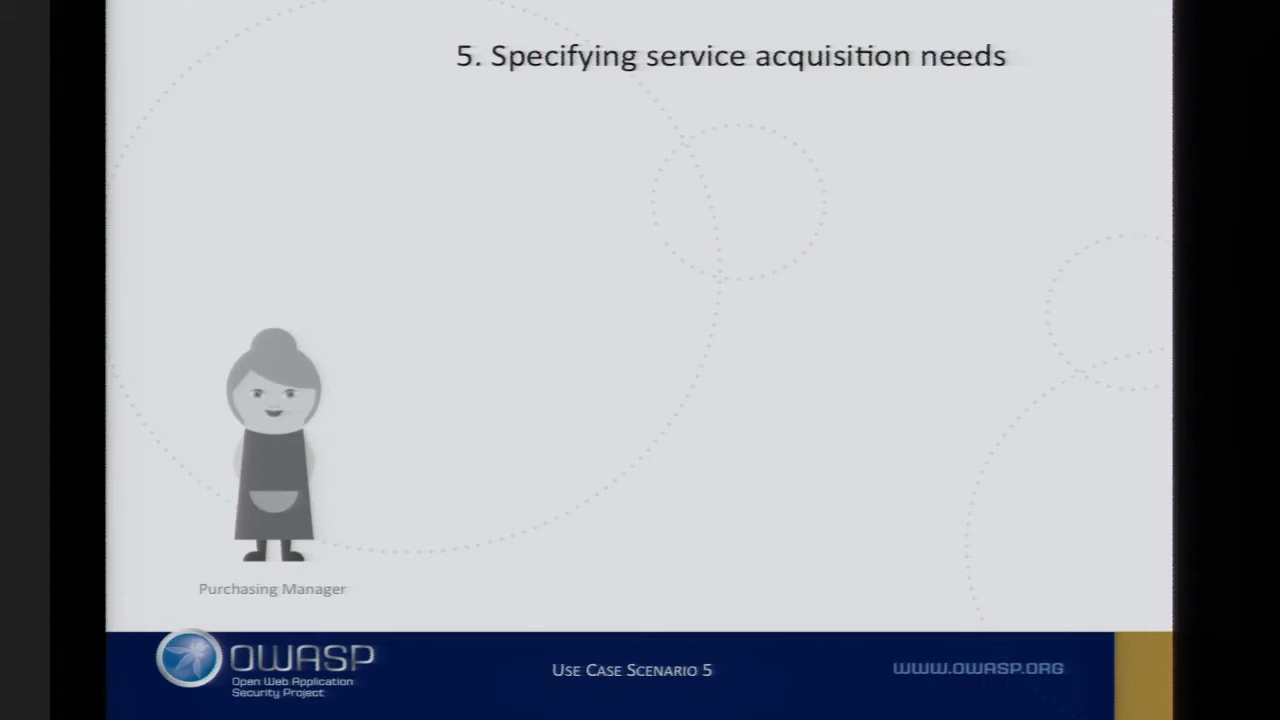 5. Specifying service acquisition needs
Purchasing Manager
OWASP
Open Web Application
Security Project
USE CASE SCENARIO 5
WWW.OWASP.ORG